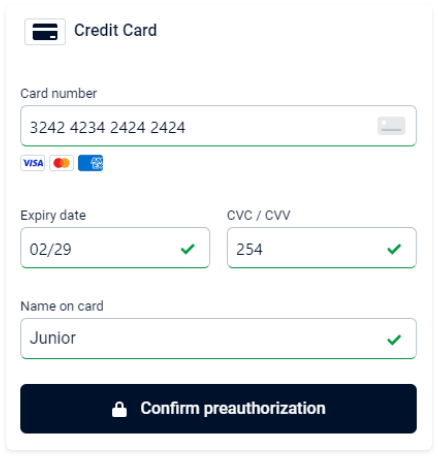 Credit Card
Card number
3242 4234 2424 2424
VISA
Expiry date
CVC / CVV
02/29
254
Name on card
Junior
Confirm preauthorization